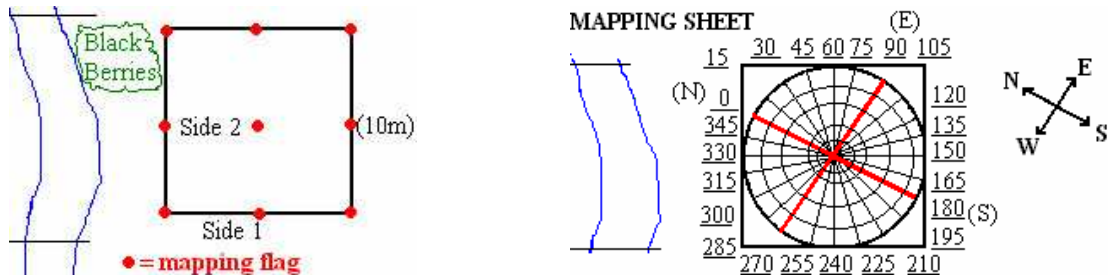 Black
Berries
Side 2
(10m)
Side 1
= mapping flag
MAPPING SHEET
(E)
30 45 60 75 90 105
15
(N)
0
345
330
315
300
285
120
135
150
165
180 (S)
195
270 255 240 225 210
N
E
W
S